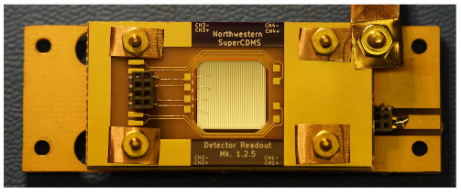 CH3- CH4-
CH3+ CH4+
Northwestern
SuperCDMS
Detector Readout
Mk. 1.2.5
CH2- CH1-
CH2+ CH1+